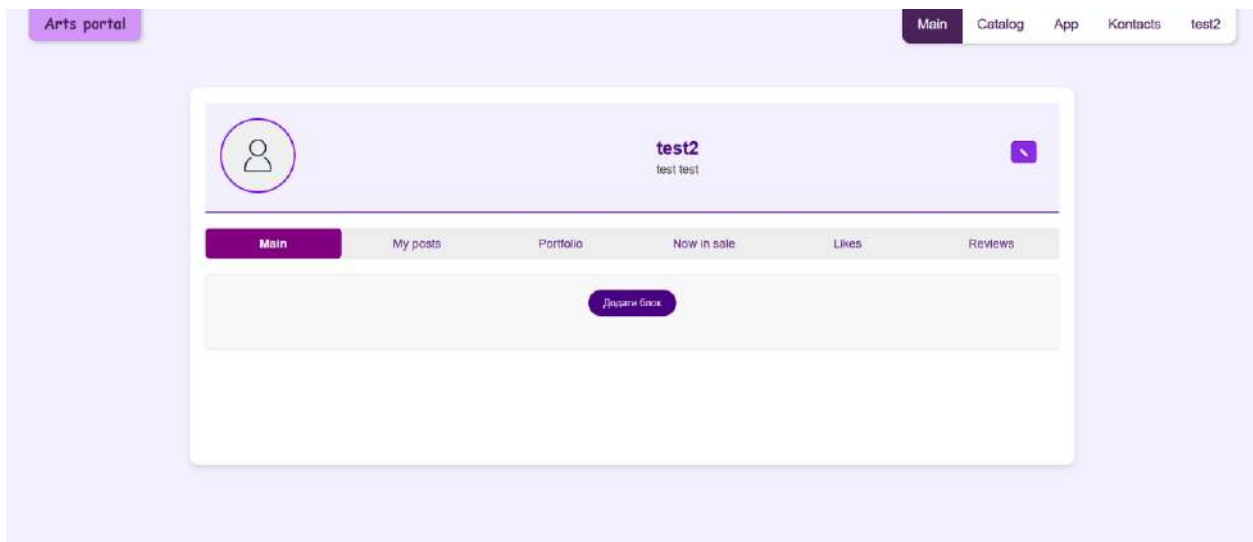 Arts portal
Main Catalog App Kontacts test2
test2
test test
Main My posts Portfolio Now in sale Likes Reviews
Додати блок